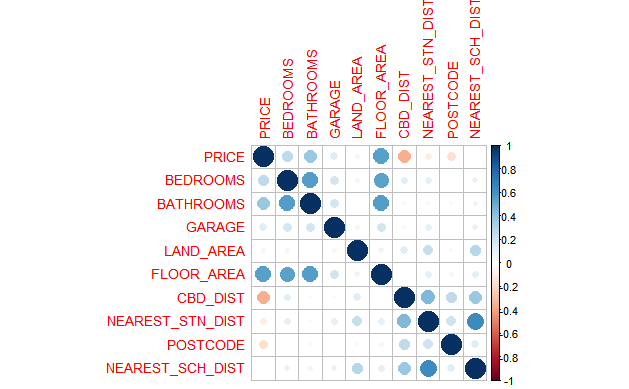 PRICE
BEDROOMS
BATHROOMS
GARAGE
LAND_AREA
FLOOR_AREA
CBD_DIST
NEAREST_STN_DIST
POSTCODE
NEAREST_SCH_DIST
PRICE
BEDROOMS
BATHROOMS
GARAGE
LAND_AREA
FLOOR_AREA
CBD_DIST
NEAREST_STN_DIST
POSTCODE
NEAREST_SCH_DIST
1
0.8
0.6
0.4
0.2
0
-0.2
-0.4
-0.6
-0.8
-1